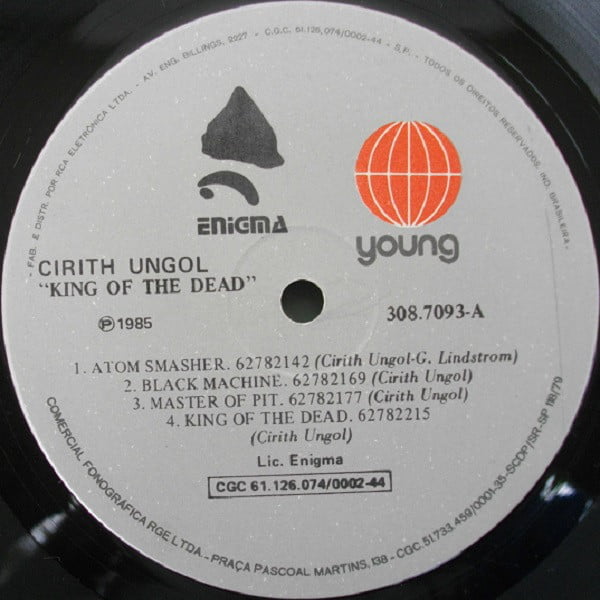 FAB. E DISTR. POR RCA ELETRÔNICA LTDA. - AV. ENG. BILLINGS, 2227 - C.G.C. 61.126.074/0002-44 - S.P. - TODOS OS DIREITOS RESERVADOS. IND. BRASILEIRA -
ENIGMA
young
CIRITH UNGOL
"KING OF THE DEAD"
℗ 1985
308.7093-A
1. ATOM SMASHER. 62782142 (Cirith Ungol-G. Lindstrom)
2. BLACK MACHINE. 62782169 (Cirith Ungol)
3. MASTER OF PIT. 62782177 (Cirith Ungol)
4. KING OF THE DEAD. 62782215
(Cirith Ungol)
Lic. Enigma
CGC 61.126.074/0002-44
COMERCIAL FONOGRÁFICA RGE LTDA. - PRAÇA PASCOAL MARTINS, 138 - CGC. 51.733.459/0001-35 - SCDP/SR-SP 118/79